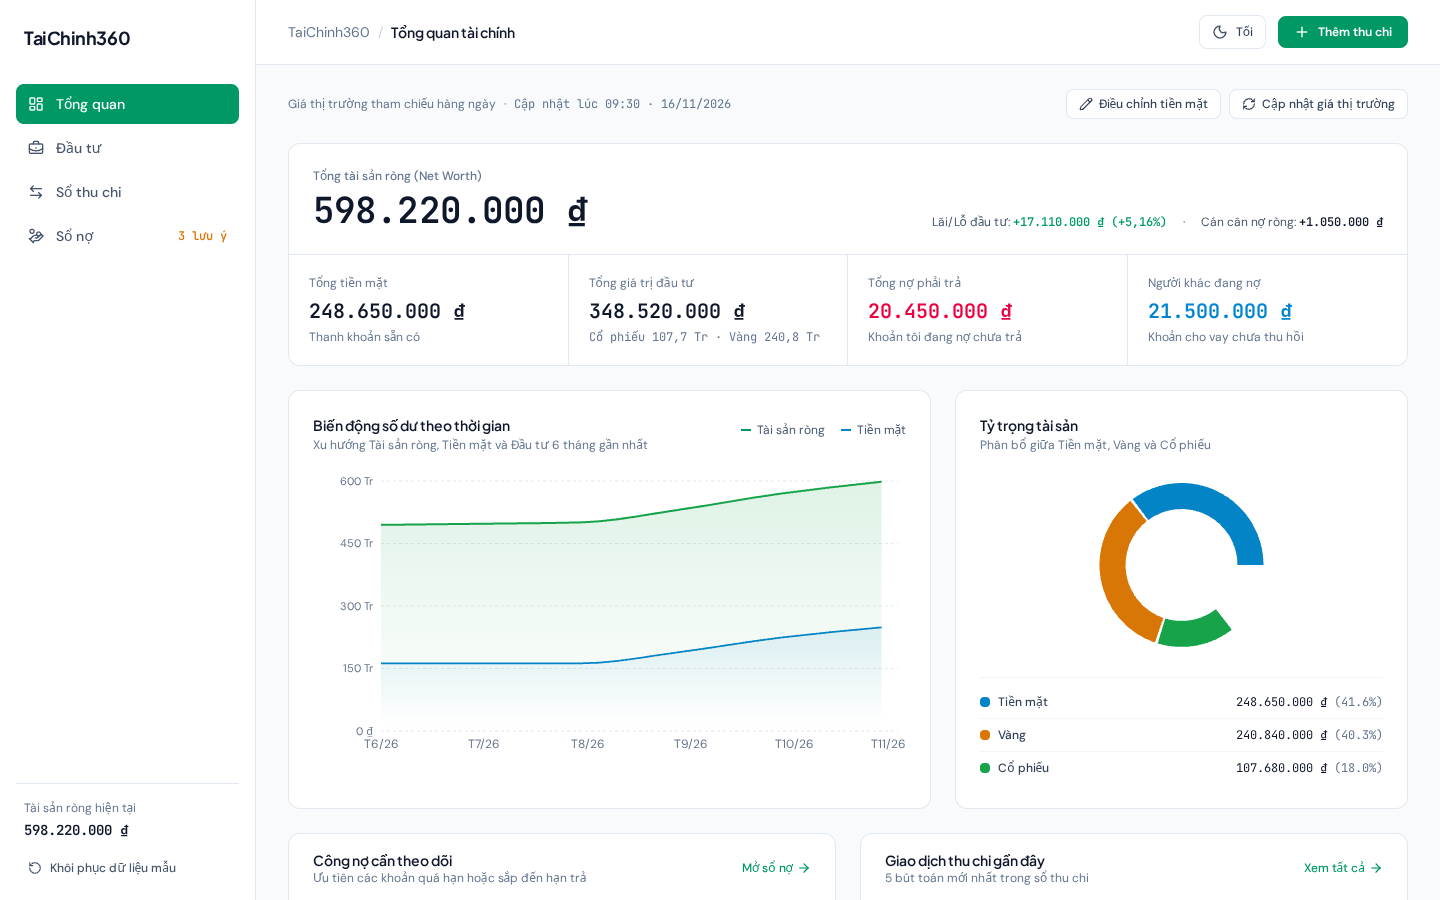 TaiChinh360
Tổng quan
Đầu tư
Sổ thu chi
Sổ nợ
3 lưu ý
Tài sản ròng hiện tại
598.220.000 ₫
Khôi phục dữ liệu mẫu
TaiChinh360 / Tổng quan tài chính
Tối
Thêm thu chi
Giá thị trường tham chiếu hàng ngày · Cập nhật lúc 09:30 · 16/11/2026
Điều chỉnh tiền mặt
Cập nhật giá thị trường
Tổng tài sản ròng (Net Worth)
598.220.000 ₫
Lãi/Lỗ đầu tư: +17.110.000 ₫ (+5,16%) · Cán cân nợ ròng: +1.050.000 ₫
Tổng tiền mặt
248.650.000 ₫
Thanh khoản sẵn có
Tổng giá trị đầu tư
348.520.000 ₫
Cổ phiếu 107,7 Tr · Vàng 240,8 Tr
Tổng nợ phải trả
20.450.000 ₫
Khoản tôi đang nợ chưa trả
Người khác đang nợ
21.500.000 ₫
Khoản cho vay chưa thu hồi
Biến động số dư theo thời gian
Xu hướng Tài sản ròng, Tiền mặt và Đầu tư 6 tháng gần nhất
Tài sản ròng
Tiền mặt
600 Tr
450 Tr
300 Tr
150 Tr
0 ₫
T6/26 T7/26 T8/26 T9/26 T10/26 T11/26
Tỷ trọng tài sản
Phân bổ giữa Tiền mặt, Vàng và Cổ phiếu
Tiền mặt 248.650.000 ₫ (41.6%)
Vàng 240.840.000 ₫ (40.3%)
Cổ phiếu 107.680.000 ₫ (18.0%)
Công nợ cần theo dõi
Ưu tiên các khoản quá hạn hoặc sắp đến hạn trả
Mở sổ nợ →
Giao dịch thu chi gần đây
5 bút toán mới nhất trong sổ thu chi
Xem tất cả →